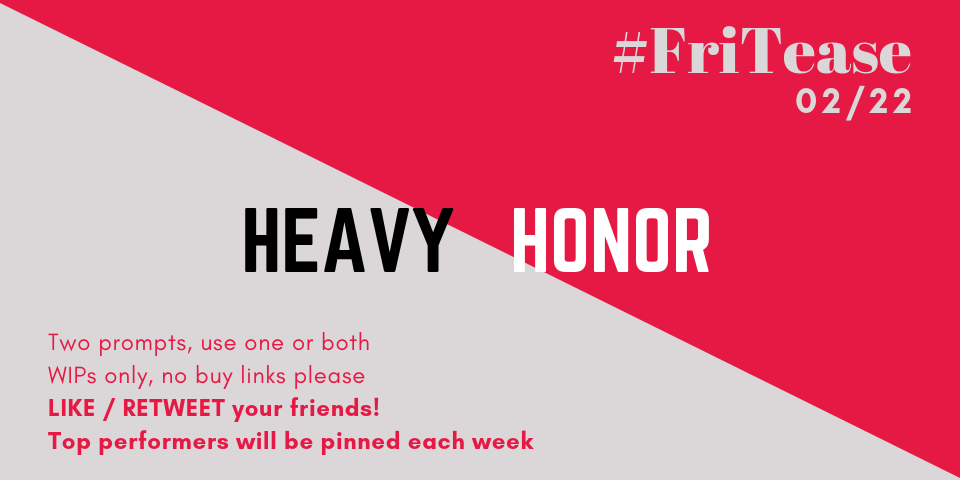 #FriTease
02/22
HEAVY HONOR
Two prompts, use one or both
WIPs only, no buy links please
LIKE / RETWEET your friends!
Top performers will be pinned each week